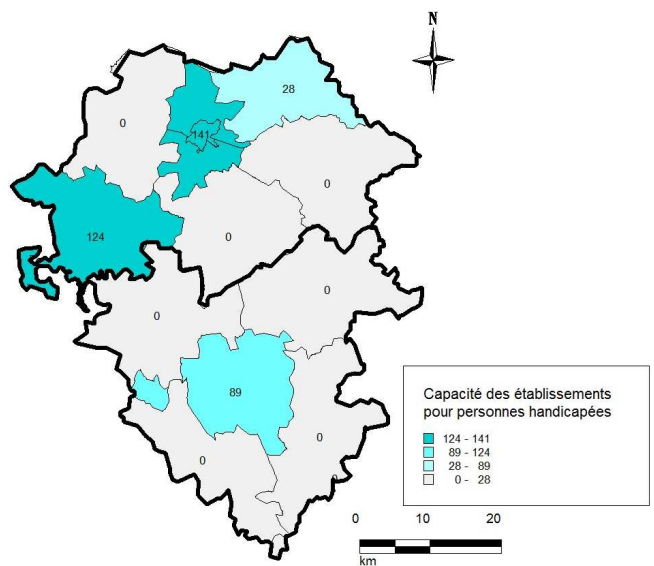 N
28
0
141
0
124
0
0
0
89
0
0
0
Capacité des établissements
pour personnes handicapées
124 - 141
89 - 124
28 - 89
0 - 28
0 10 20
km